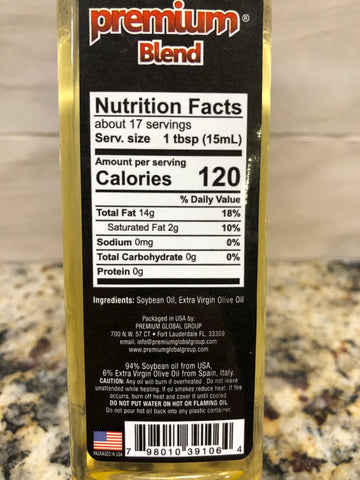 premium®
Blend
Nutrition Facts
about 17 servings
Serv. size 1 tbsp (15mL)
Amount per serving
Calories 120
% Daily Value
Total Fat 14g 18%
Saturated Fat 2g 10%
Sodium 0mg 0%
Total Carbohydrate 0g 0%
Protein 0g
Ingredients: Soybean Oil, Extra Virgin Olive Oil
Packaged in USA by:
PREMIUM GLOBAL GROUP
700 N.W. 57 CT • Fort Lauderdale FL. 33309
email: info@premiumglobalgroup.com
www.premiumglobalgroup.com
94% Soybean oil from USA,
6% Extra Virgin Olive Oil from Spain, Italy.
CAUTION: Any oil will burn if overheated . Do not leave
unattended while heating. If oil smokes reduce heat, if fire
occurs, burn off heat and cover it until cooled.
DO NOT PUT WATER ON HOT OR FLAMING OIL
Do not pour hot oil back into any plastic container.
PACKAGED IN USA
7 98010 39106 4